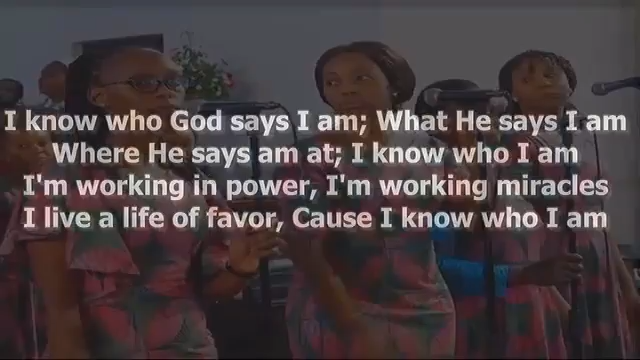 I know who God says I am; What He says I am
Where He says am at; I know who I am
I'm working in power, I'm working miracles
I live a life of favor, Cause I know who I am